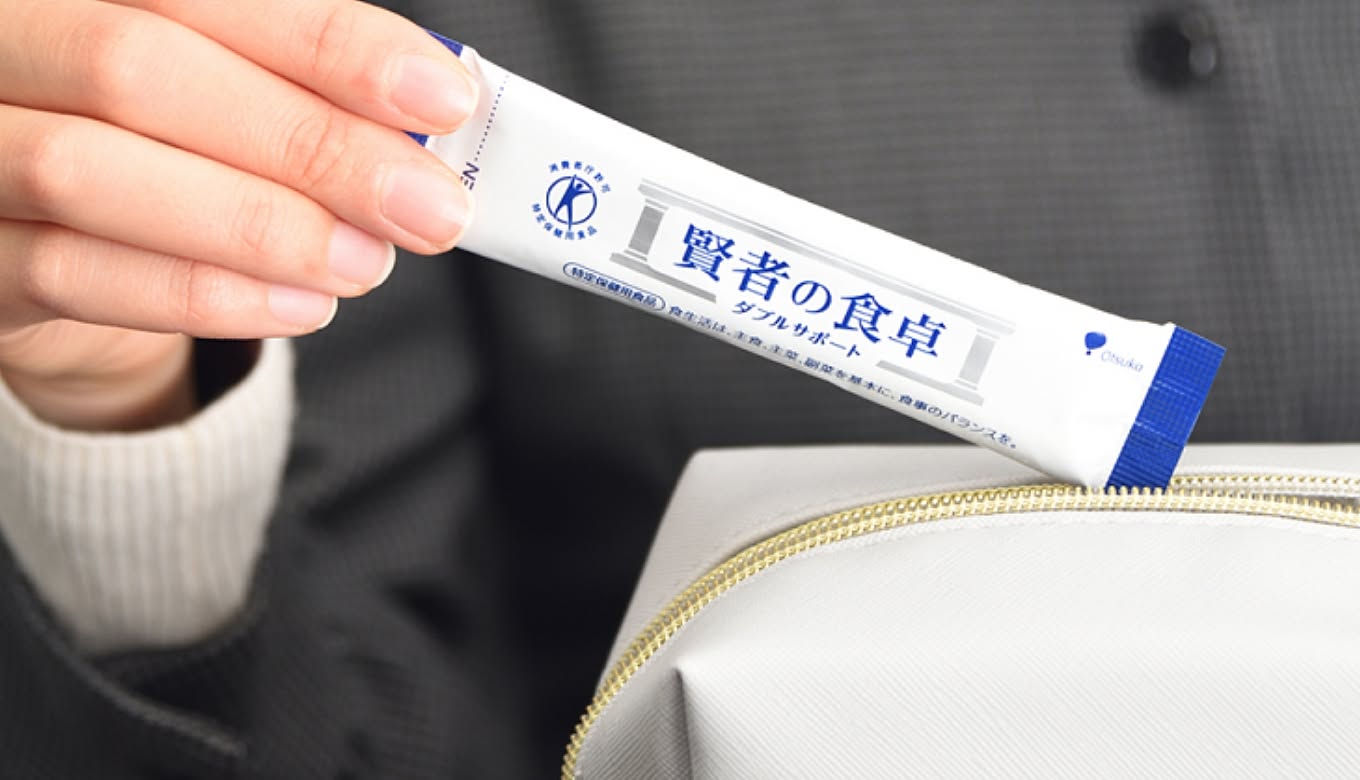 消費者庁許可
特定保健用食品
EN
賢者の食卓
ダブルサポート
特定保健用食品
食生活は、主食、主菜、副菜を基本に、食事のバランスを。
Otsuka